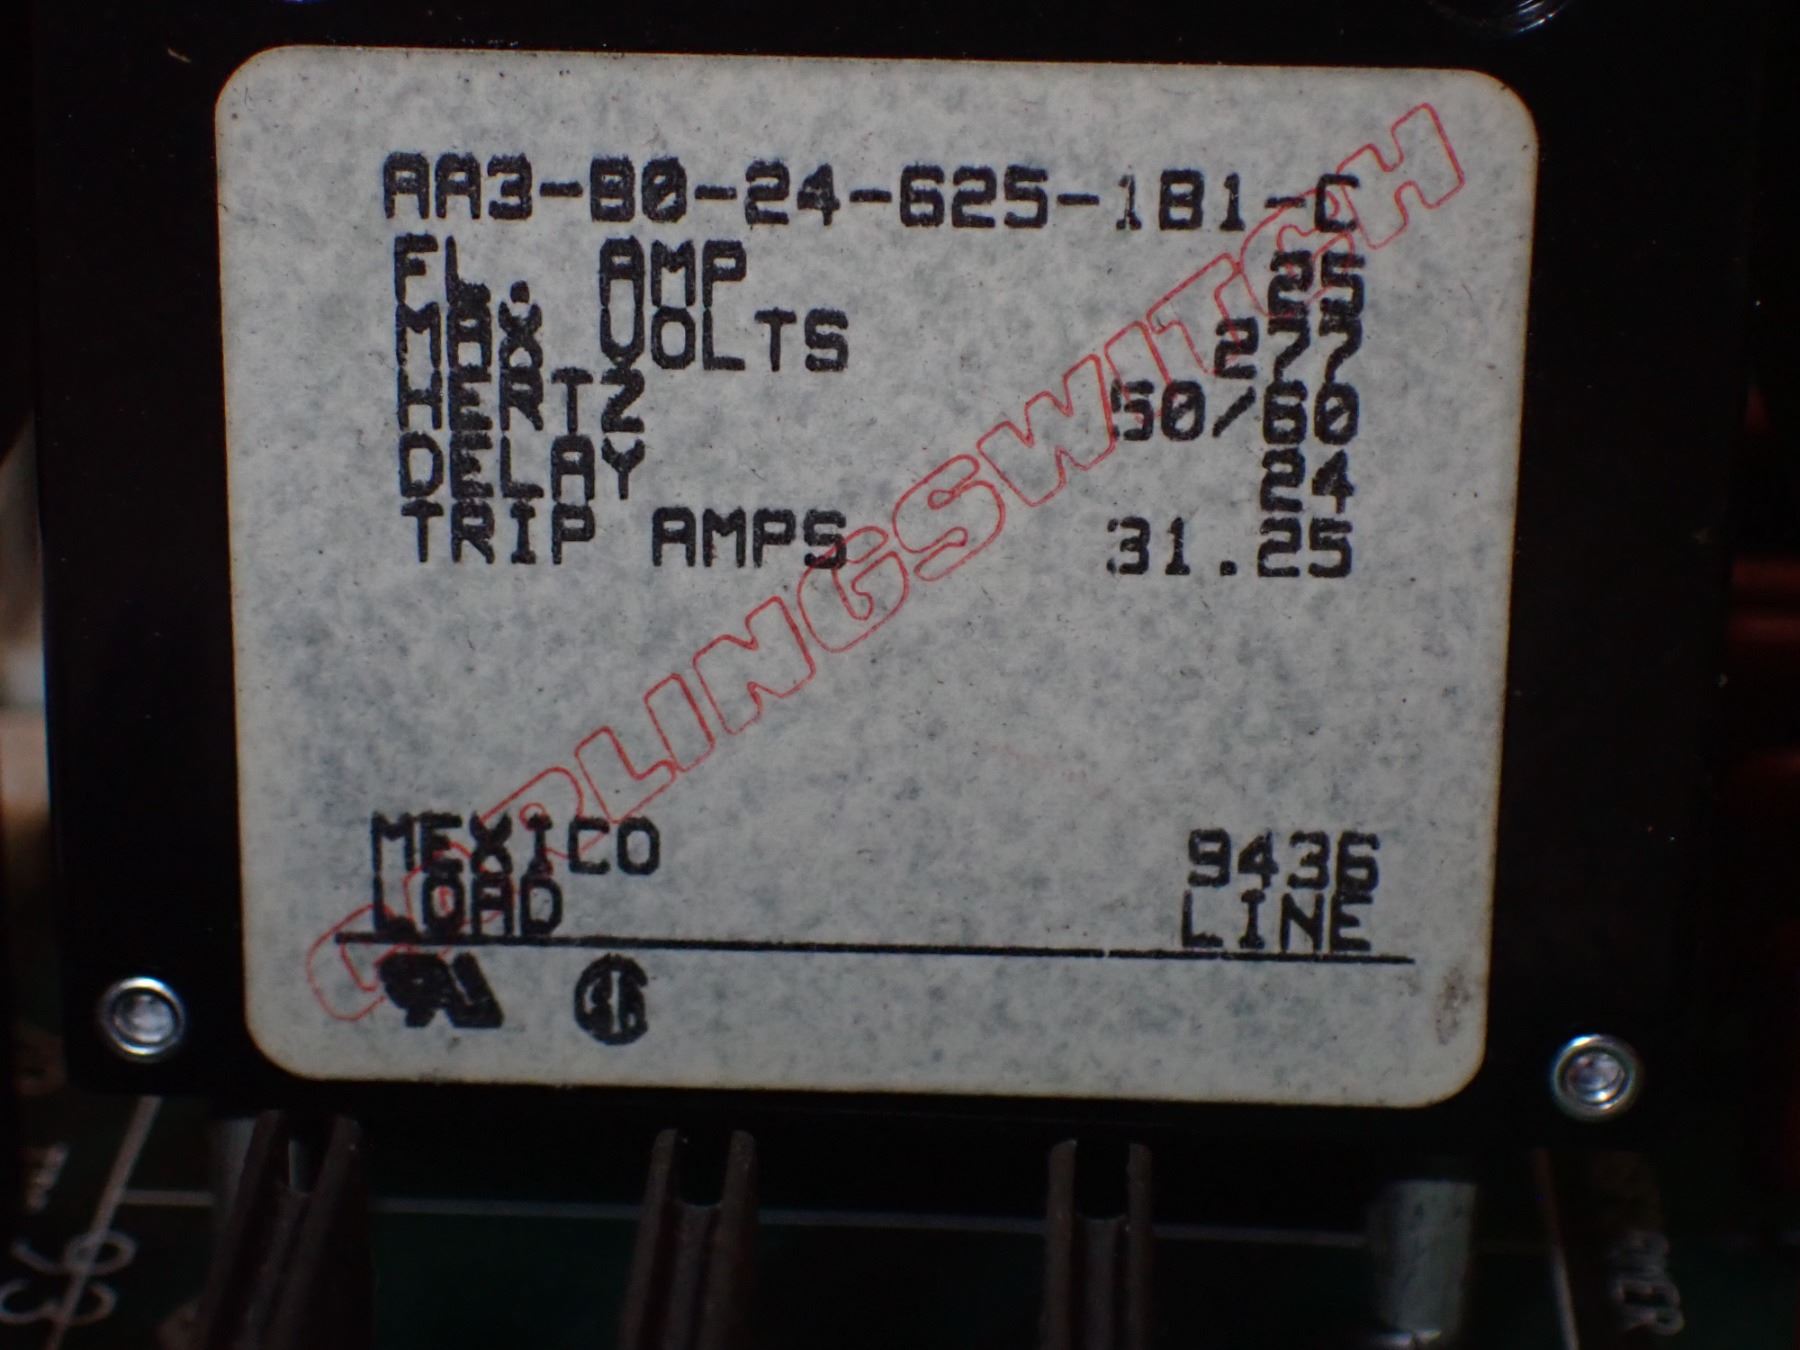 AA3-B0-24-625-1B1-C
FL. AMP 25
MAX VOLTS 277
HERTZ 50/60
DELAY 24
TRIP AMPS 31.25
CARLINGSWITCH
MEXICO 9436
LOAD LINE